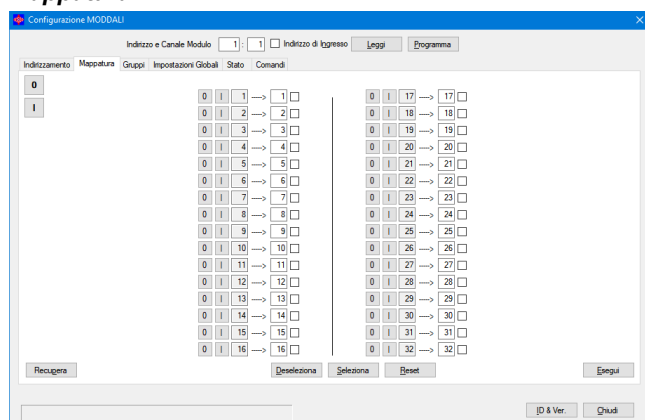 Configurazione MODDALI
Indirizzo e Canale Modulo 1 : 1 Indirizzo di Ingresso Leggi Programma
Indirizzamento Mappatura Gruppi Impostazioni Globali Stato Comandi
0
I
0 I 1 ----> 1 0 I 17 ----> 17
0 I 2 ----> 2 0 I 18 ----> 18
0 I 3 ----> 3 0 I 19 ----> 19
0 I 4 ----> 4 0 I 20 ----> 20
0 I 5 ----> 5 0 I 21 ----> 21
0 I 6 ----> 6 0 I 22 ----> 22
0 I 7 ----> 7 0 I 23 ----> 23
0 I 8 ----> 8 0 I 24 ----> 24
0 I 9 ----> 9 0 I 25 ----> 25
0 I 10 ----> 10 0 I 26 ----> 26
0 I 11 ----> 11 0 I 27 ----> 27
0 I 12 ----> 12 0 I 28 ----> 28
0 I 13 ----> 13 0 I 29 ----> 29
0 I 14 ----> 14 0 I 30 ----> 30
0 I 15 ----> 15 0 I 31 ----> 31
0 I 16 ----> 16 0 I 32 ----> 32
Recupera Deseleziona Seleziona Reset Esegui
ID & Ver. Chiudi